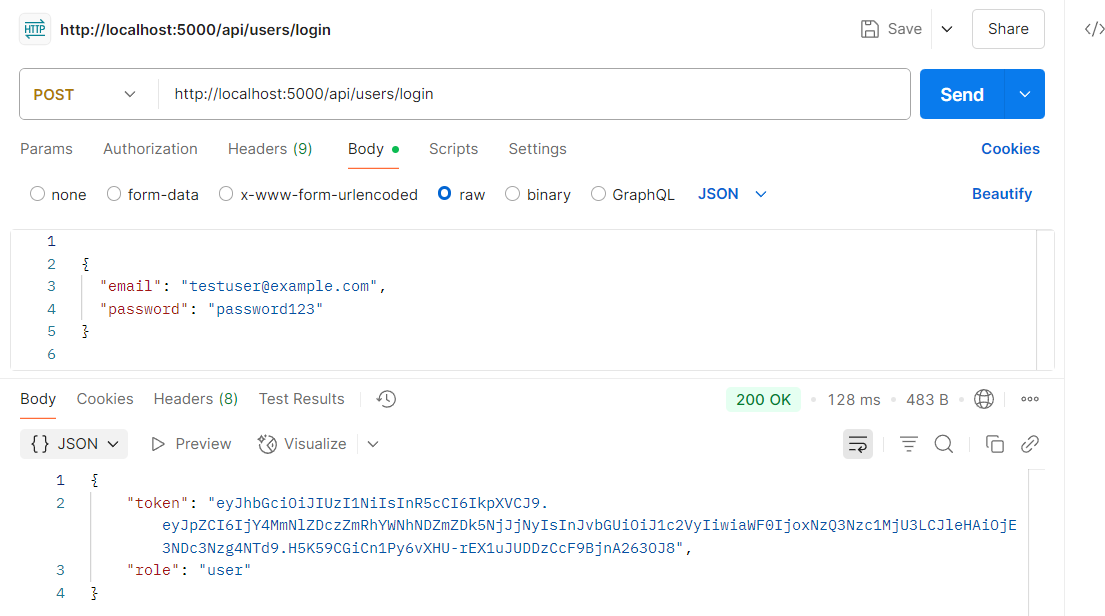 HTTP http://localhost:5000/api/users/login Save Share </>
POST http://localhost:5000/api/users/login Send
Params Authorization Headers (9) Body Scripts Settings Cookies
none form-data x-www-form-urlencoded raw binary GraphQL JSON Beautify
1
2 {
3 "email": "testuser@example.com",
4 "password": "password123"
5 }
6
Body Cookies Headers (8) Test Results 200 OK 128 ms 483 B
{} JSON Preview Visualize
1 {
2 "token": "eyJhbGciOiJIUzI1NiIsInR5cCI6IkpXVCJ9.
eyJpZCI6IjY4MmNlZDczZmRhYWNhNDZmZDk5NjJjNyIsInJvbGUiOiJ1c2VyIiwiaWF0IjoxNzQ3Nzc1MjU3LCJleHAiOjE
3NDc3Nzg4NTd9.H5K59CGiCn1Py6vXHU-rEX1uJUDDzCcF9BjnA263OJ8",
3 "role": "user"
4 }